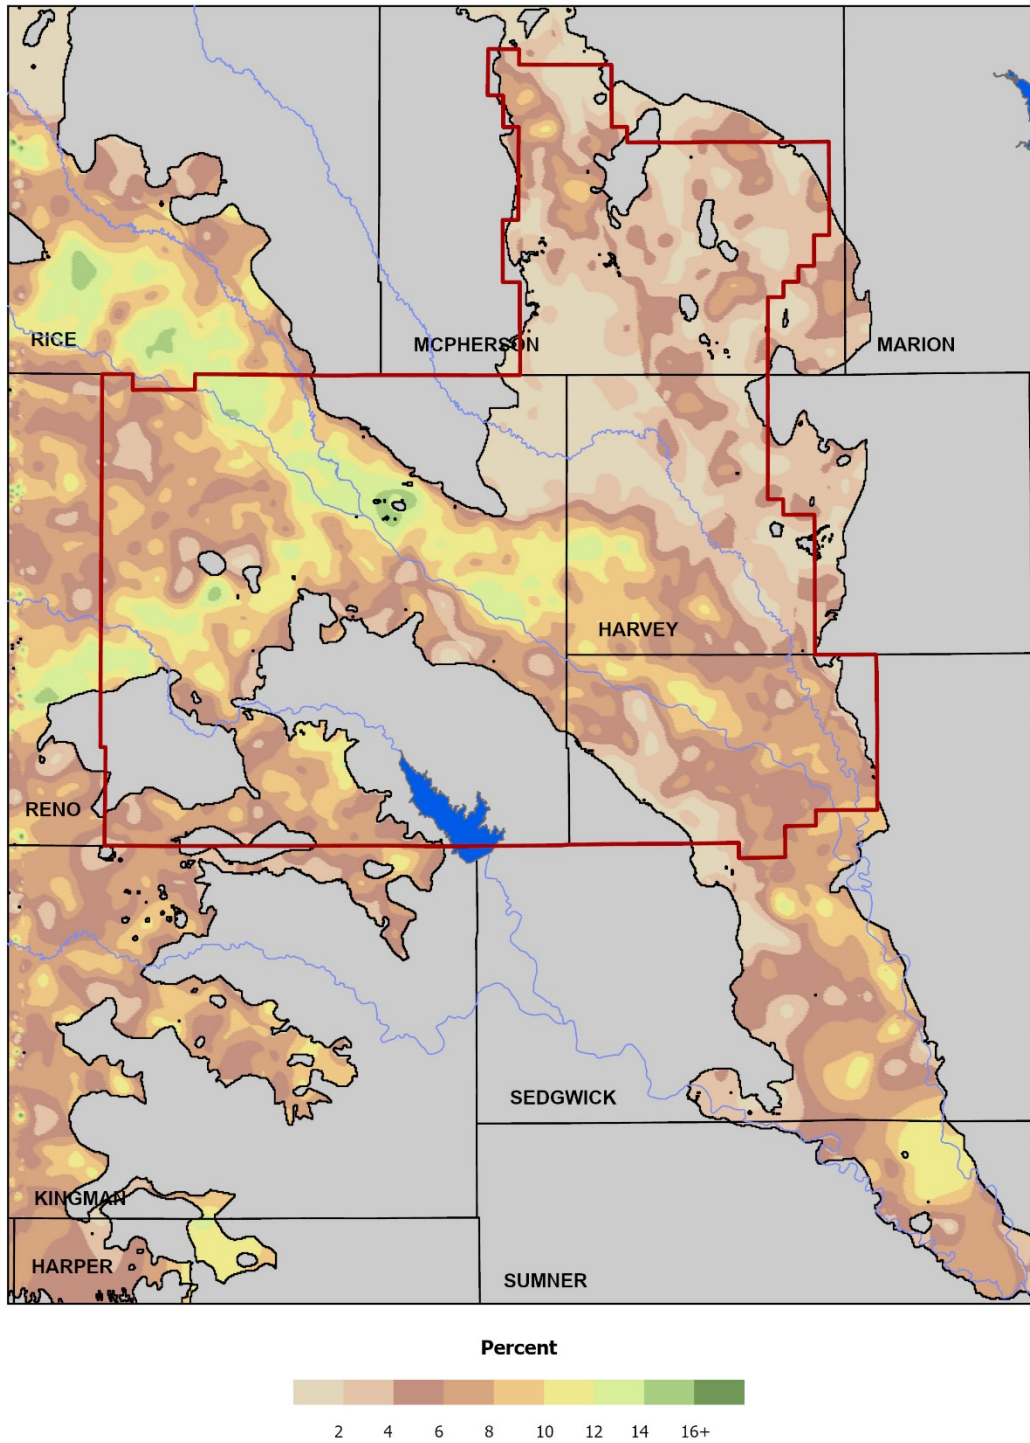 RICE
MCPHERSON
MARION
HARVEY
RENO
SEDGWICK
KINGMAN
HARPER
SUMNER
Percent
2 4 6 8 10 12 14 16+